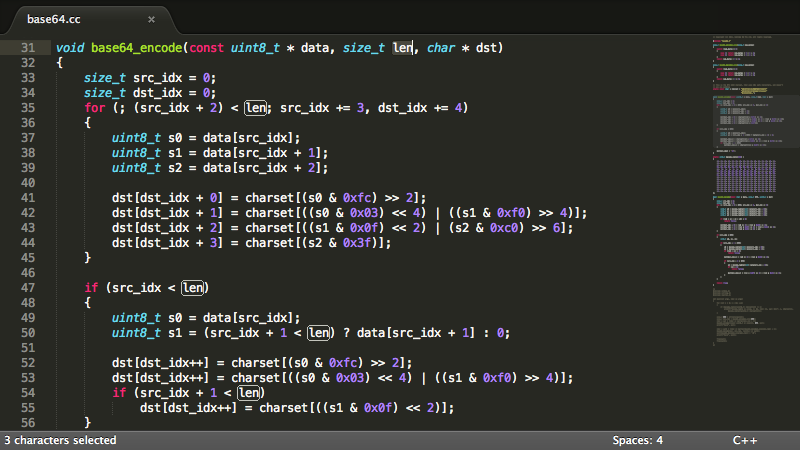 base64.cc ×
31 void base64_encode(const uint8_t * data, size_t len, char * dst)
32 {
33     size_t src_idx = 0;
34     size_t dst_idx = 0;
35     for (; (src_idx + 2) < len; src_idx += 3, dst_idx += 4)
36     {
37         uint8_t s0 = data[src_idx];
38         uint8_t s1 = data[src_idx + 1];
39         uint8_t s2 = data[src_idx + 2];
40
41         dst[dst_idx + 0] = charset[(s0 & 0xfc) >> 2];
42         dst[dst_idx + 1] = charset[((s0 & 0x03) << 4) | ((s1 & 0xf0) >> 4)];
43         dst[dst_idx + 2] = charset[((s1 & 0x0f) << 2) | (s2 & 0xc0) >> 6];
44         dst[dst_idx + 3] = charset[(s2 & 0x3f)];
45     }
46
47     if (src_idx < len)
48     {
49         uint8_t s0 = data[src_idx];
50         uint8_t s1 = (src_idx + 1 < len) ? data[src_idx + 1] : 0;
51
52         dst[dst_idx++] = charset[(s0 & 0xfc) >> 2];
53         dst[dst_idx++] = charset[((s0 & 0x03) << 4) | ((s1 & 0xf0) >> 4)];
54         if (src_idx + 1 < len)
55             dst[dst_idx++] = charset[((s1 & 0x0f) << 2)];
56     }
3 characters selected Spaces: 4 C++